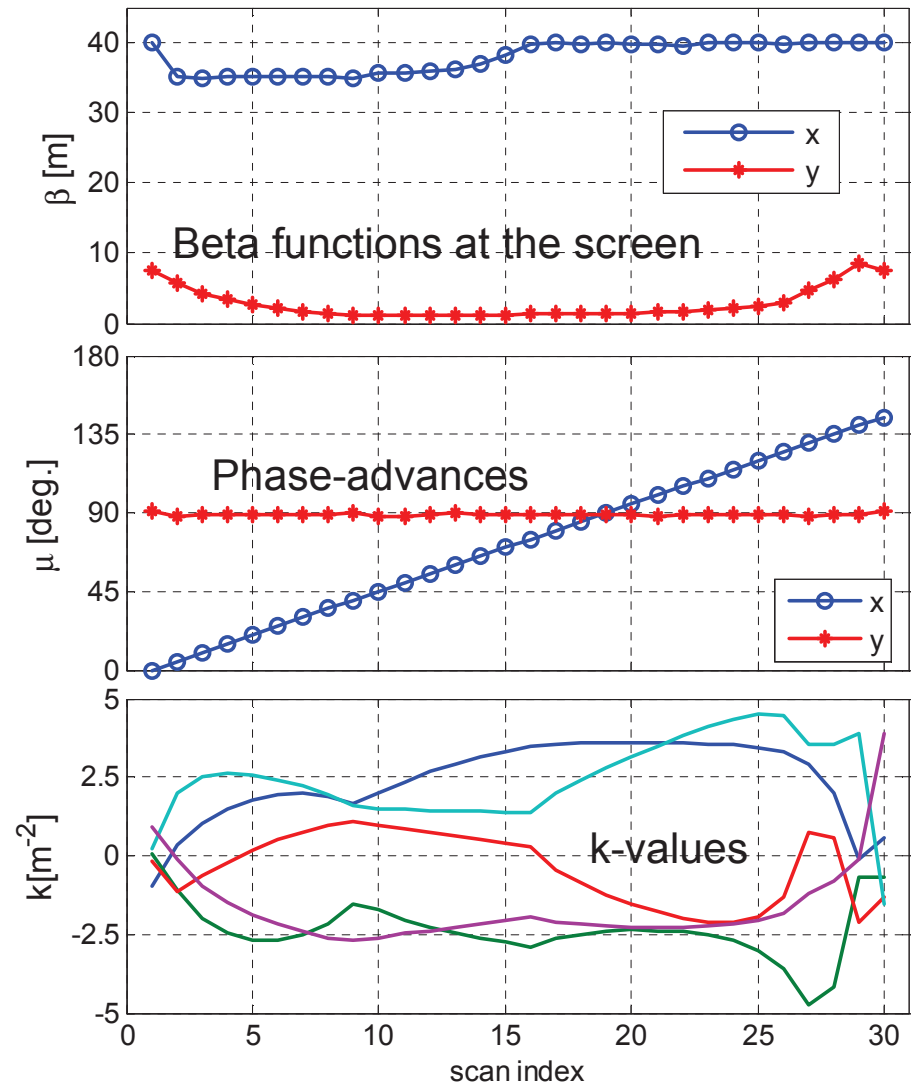 40
30
β [m]
20
10
0
x
y
Beta functions at the screen
180
135
μ [deg.]
90
45
0
Phase-advances
x
y
5
2.5
k[m⁻²]
0
-2.5
-5
k-values
0 5 10 15 20 25 30
scan index